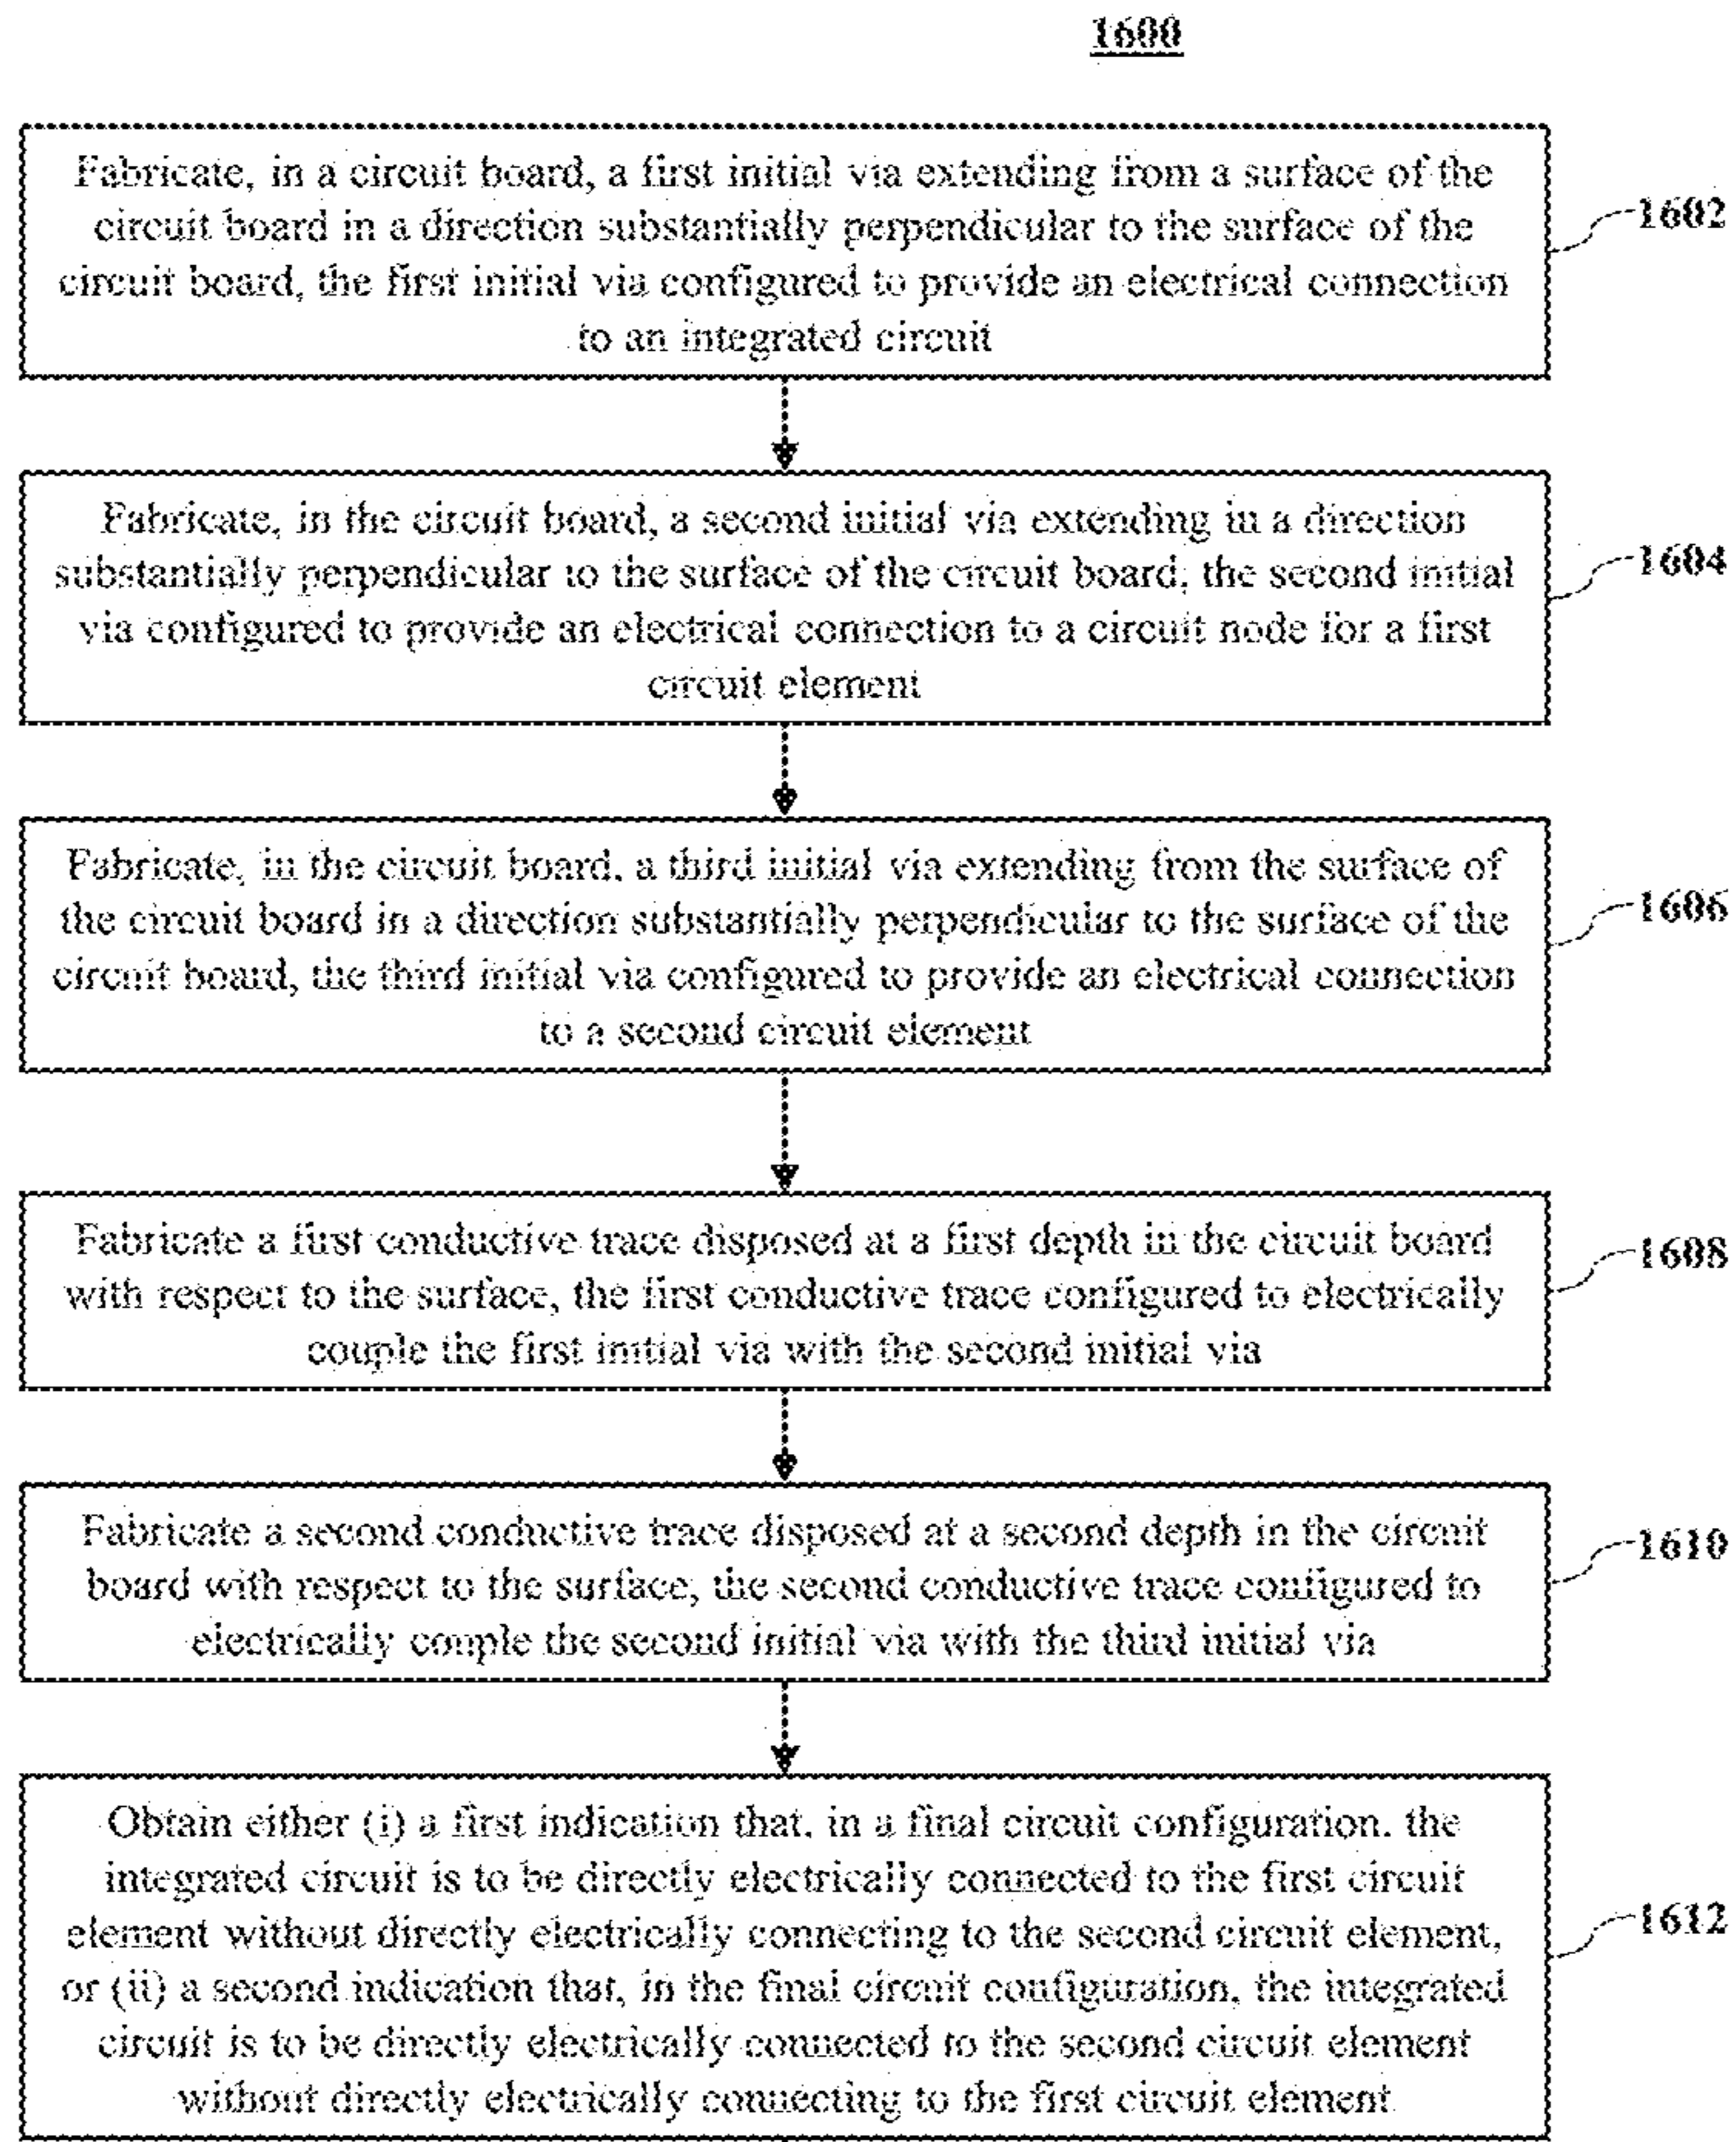 1600
Fabricate, in a circuit board, a first initial via extending from a surface of the
circuit board in a direction substantially perpendicular to the surface of the
circuit board, the first initial via configured to provide an electrical connection
to an integrated circuit
1602
Fabricate, in the circuit board, a second initial via extending in a direction
substantially perpendicular to the surface of the circuit board, the second initial
via configured to provide an electrical connection to a circuit node for a first
circuit element
1604
Fabricate, in the circuit board, a third initial via extending from the surface of
the circuit board in a direction substantially perpendicular to the surface of the
circuit board, the third initial via configured to provide an electrical connection
to a second circuit element
1606
Fabricate a first conductive trace disposed at a first depth in the circuit board
with respect to the surface, the first conductive trace configured to electrically
couple the first initial via with the second initial via
1608
Fabricate a second conductive trace disposed at a second depth in the circuit
board with respect to the surface, the second conductive trace configured to
electrically couple the second initial via with the third initial via
1610
Obtain either (i) a first indication that, in a final circuit configuration, the
integrated circuit is to be directly electrically connected to the first circuit
element without directly electrically connecting to the second circuit element,
or (ii) a second indication that, in the final circuit configuration, the integrated
circuit is to be directly electrically connected to the second circuit element
without directly electrically connecting to the first circuit element
1612